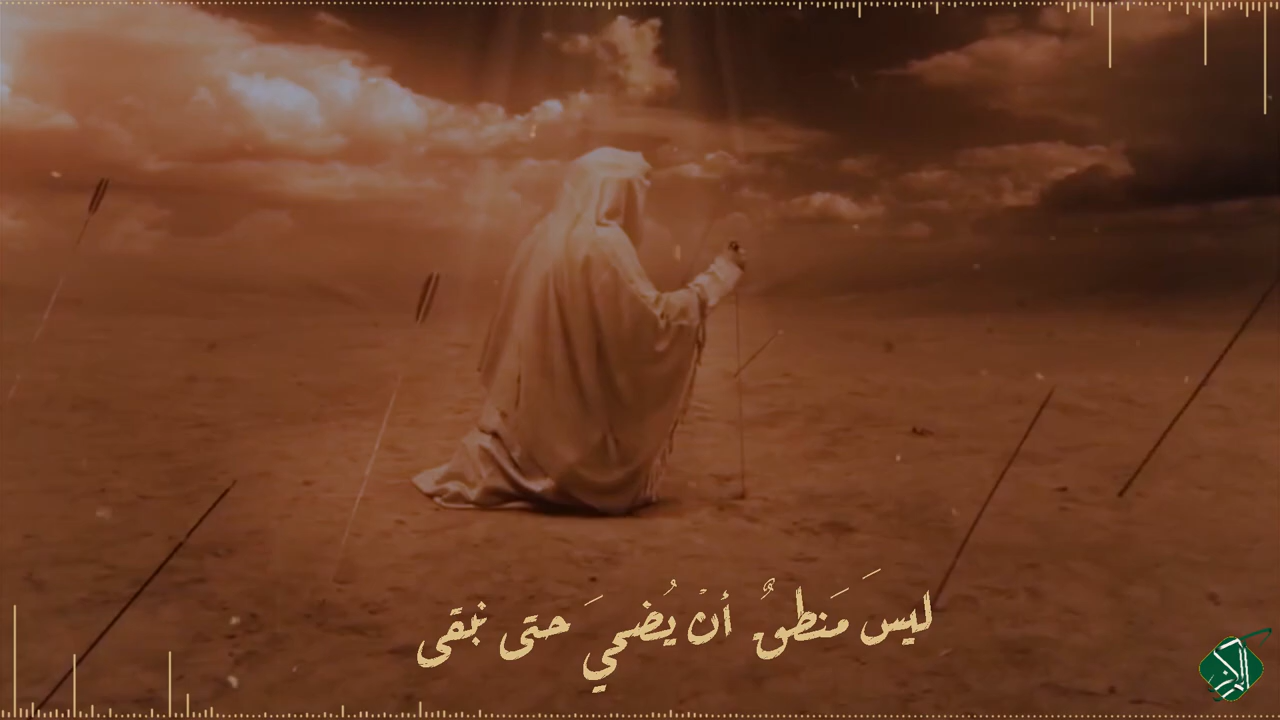 ليسَ مَنطقٌ أنْ يُضحيَ حتى نبقى